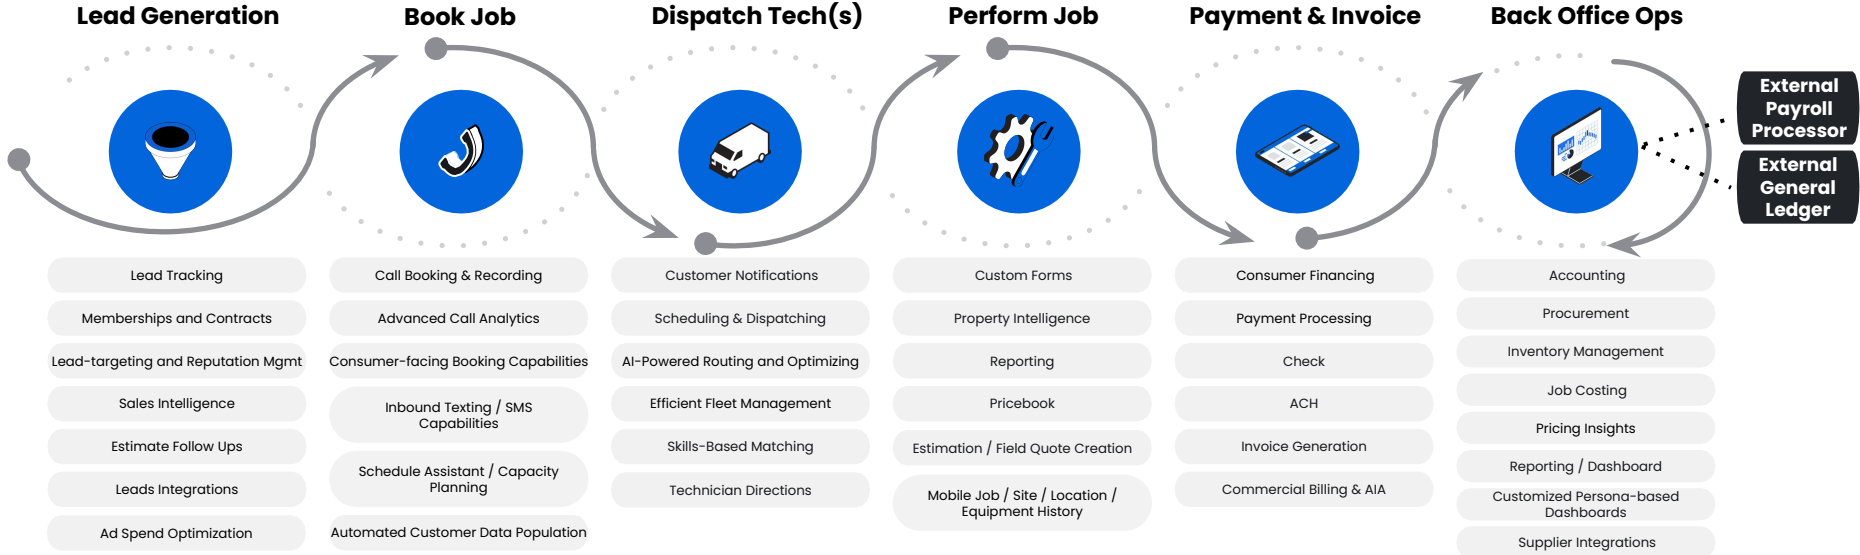 Lead Generation
Book Job
Dispatch Tech(s)
Perform Job
Payment & Invoice
Back Office Ops
External
Payroll
Processor
External
General
Ledger
Lead Tracking
Memberships and Contracts
Lead-targeting and Reputation Mgmt
Sales Intelligence
Estimate Follow Ups
Leads Integrations
Ad Spend Optimization
Call Booking & Recording
Advanced Call Analytics
Consumer-facing Booking Capabilities
Inbound Texting / SMS
Capabilities
Schedule Assistant / Capacity
Planning
Automated Customer Data Population
Customer Notifications
Scheduling & Dispatching
AI-Powered Routing and Optimizing
Efficient Fleet Management
Skills-Based Matching
Technician Directions
Custom Forms
Property Intelligence
Reporting
Pricebook
Estimation / Field Quote Creation
Mobile Job / Site / Location /
Equipment History
Consumer Financing
Payment Processing
Check
ACH
Invoice Generation
Commercial Billing & AIA
Accounting
Procurement
Inventory Management
Job Costing
Pricing Insights
Reporting / Dashboard
Customized Persona-based
Dashboards
Supplier Integrations